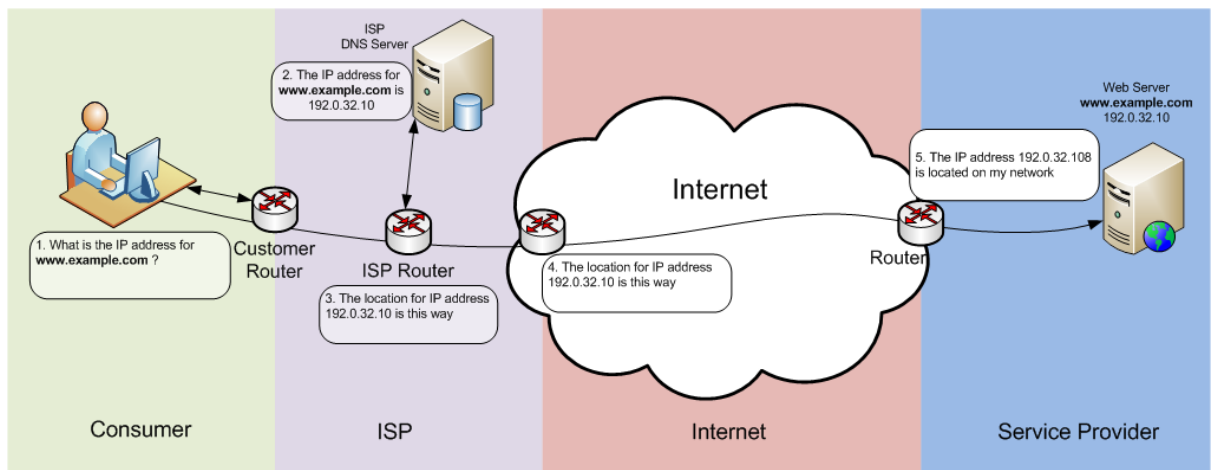 ISP
DNS Server
2. The IP address for
www.example.com is
192.0.32.10
Web Server
www.example.com
192.0.32.10
5. The IP address 192.0.32.108
is located on my network
Internet
1. What is the IP address for
www.example.com ?
Customer
Router
ISP Router
3. The location for IP address
192.0.32.10 is this way
4. The location for IP address
192.0.32.10 is this way
Router
Consumer
ISP
Internet
Service Provider